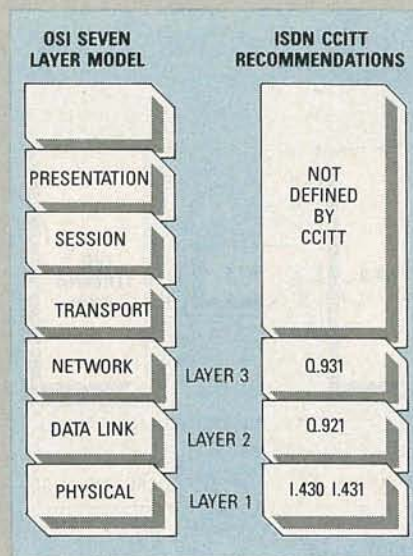 OSI SEVEN
LAYER MODEL
PRESENTATION
SESSION
TRANSPORT
NETWORK
DATA LINK
PHYSICAL
LAYER 3
LAYER 2
LAYER 1
ISDN CCITT
RECOMMENDATIONS
NOT
DEFINED
BY
CCITT
Q.931
Q.921
I.430 I.431